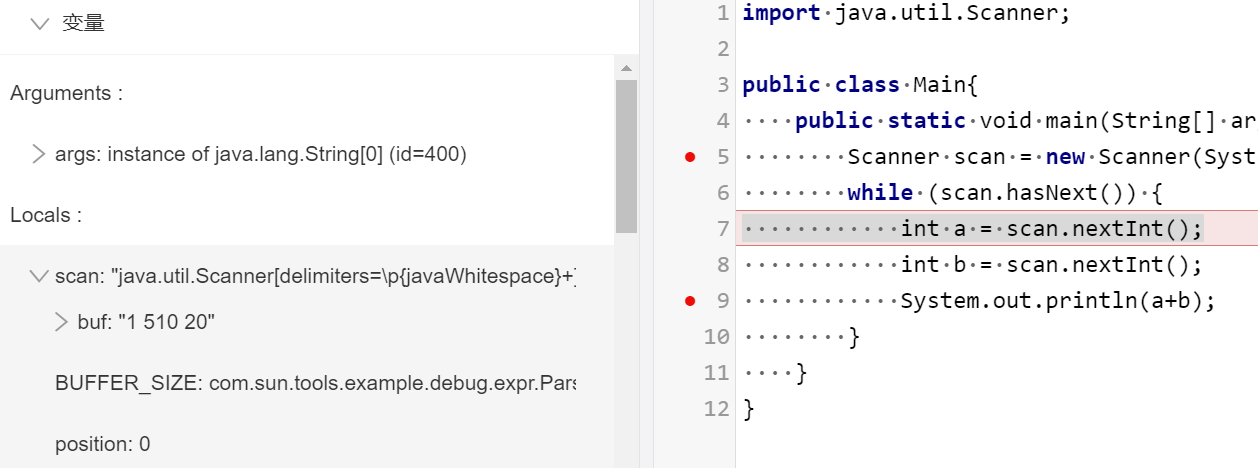 变量
Arguments :
args: instance of java.lang.String[0] (id=400)
Locals :
scan: "java.util.Scanner[delimiters=\p{javaWhitespace}+]
buf: "1 510 20"
BUFFER_SIZE: com.sun.tools.example.debug.expr.Pars
position: 0
1 import·java.util.Scanner;
2
3 public·class·Main{
4 ····public·static·void·main(String[]·ar
5 ········Scanner·scan·=·new·Scanner(Syst
6 ········while·(scan.hasNext())·{
7 ············int·a·=·scan.nextInt();
8 ············int·b·=·scan.nextInt();
9 ············System.out.println(a+b);
10 ········}
11 ····}
12 }